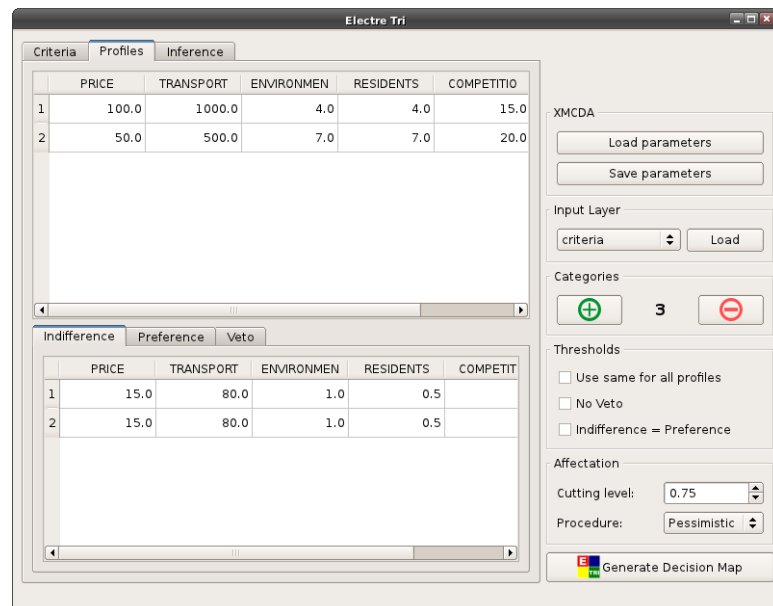 Electre Tri
Criteria Profiles Inference
PRICE TRANSPORT ENVIRONMEN RESIDENTS COMPETITIO
1 100.0 1000.0 4.0 4.0 15.0
2 50.0 500.0 7.0 7.0 20.0
Indifference Preference Veto
PRICE TRANSPORT ENVIRONMEN RESIDENTS COMPETIT
1 15.0 80.0 1.0 0.5
2 15.0 80.0 1.0 0.5
XMCDA
Load parameters
Save parameters
Input Layer
criteria Load
Categories
3
Thresholds
Use same for all profiles
No Veto
Indifference = Preference
Affectation
Cutting level: 0.75
Procedure: Pessimistic
E TRI Generate Decision Map